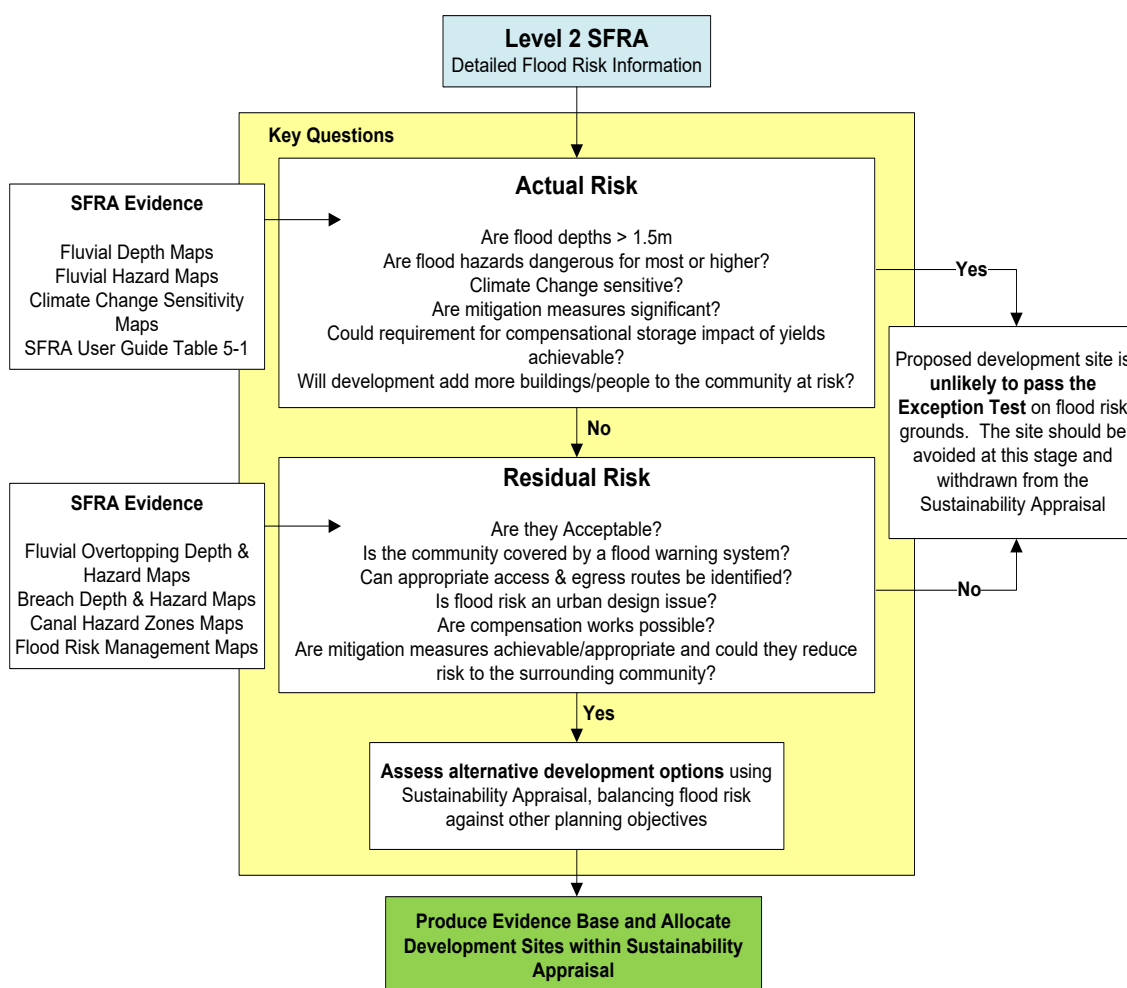 Level 2 SFRA
Detailed Flood Risk Information
Key Questions
SFRA Evidence
Fluvial Depth Maps
Fluvial Hazard Maps
Climate Change Sensitivity
Maps
SFRA User Guide Table 5-1
Actual Risk
Are flood depths > 1.5m
Are flood hazards dangerous for most or higher?
Climate Change sensitive?
Are mitigation measures significant?
Could requirement for compensational storage impact of yields
achievable?
Will development add more buildings/people to the community at risk?
Yes
Proposed development site is
unlikely to pass the
Exception Test on flood risk
grounds. The site should be
avoided at this stage and
withdrawn from the
Sustainability Appraisal
No
SFRA Evidence
Fluvial Overtopping Depth &
Hazard Maps
Breach Depth & Hazard Maps
Canal Hazard Zones Maps
Flood Risk Management Maps
Residual Risk
Are they Acceptable?
Is the community covered by a flood warning system?
Can appropriate access & egress routes be identified?
Is flood risk an urban design issue?
Are compensation works possible?
Are mitigation measures achievable/appropriate and could they reduce
risk to the surrounding community?
No
Yes
Assess alternative development options using
Sustainability Appraisal, balancing flood risk
against other planning objectives
Produce Evidence Base and Allocate
Development Sites within Sustainability
Appraisal